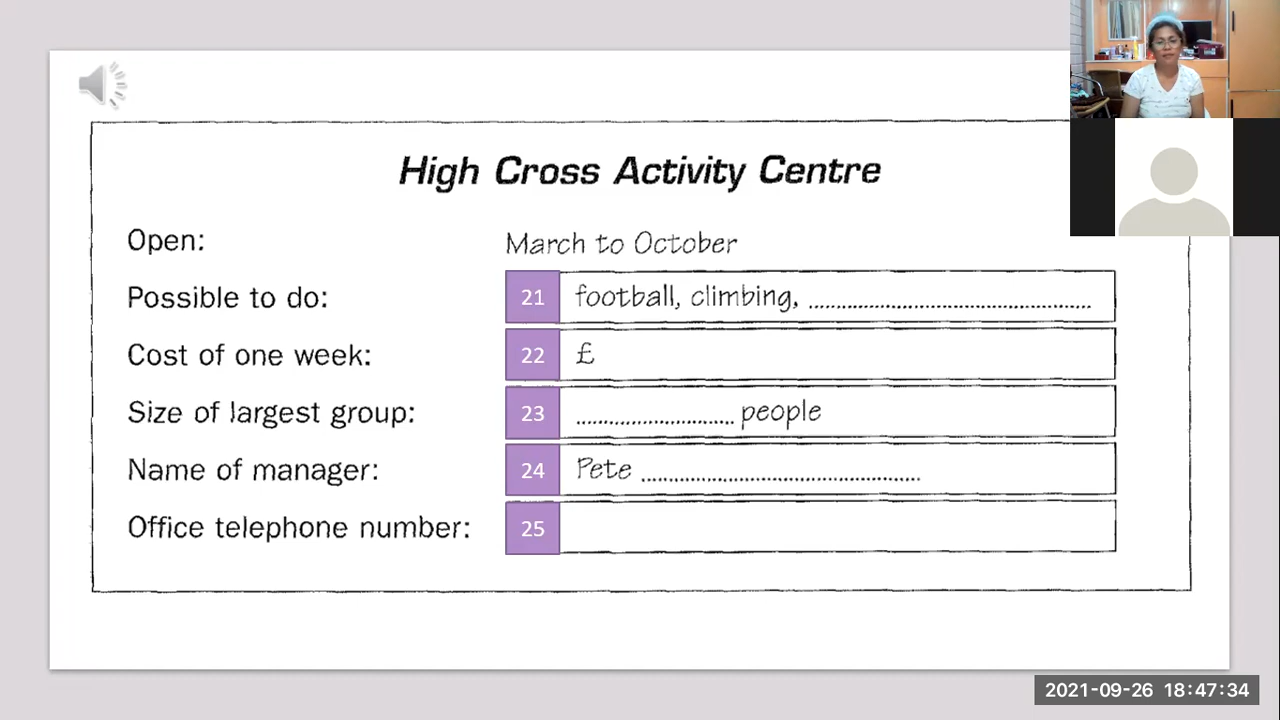 High Cross Activity Centre
Open: March to October
Possible to do: 21 football, climbing, ................................................
Cost of one week: 22 £
Size of largest group: 23 .......................... people
Name of manager: 24 Pete ...............................................
Office telephone number: 25
2021-09-26 18:47:34